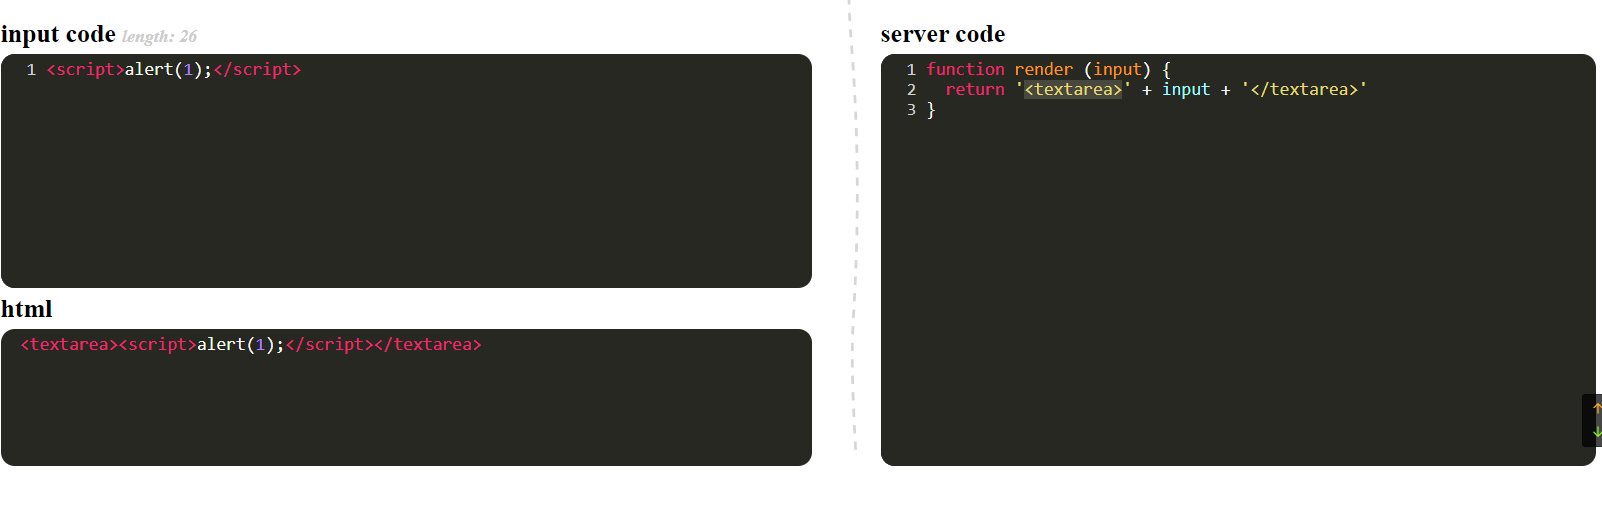 input code length: 26
1 <script>alert(1);</script>
html
<textarea><script>alert(1);</script></textarea>
server code
1 function render (input) {
2   return '<textarea>' + input + '</textarea>'
3 }